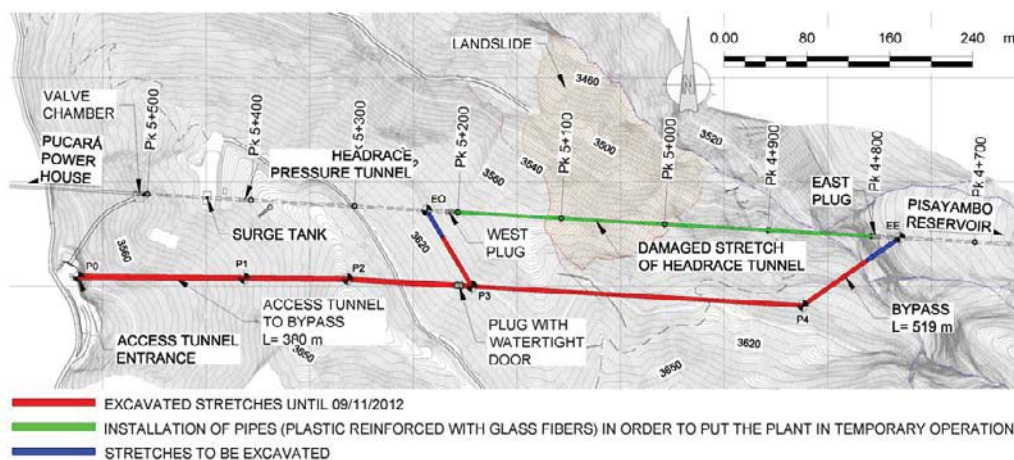 0.00
80
160
240
m
LANDSLIDE
3460
N
VALVE
CHAMBER
PUCARÁ
POWER
HOUSE
Pk 5+500
Pk 5+400
Pk 5+300
HEADRACE
PRESSURE TUNNEL
Pk 5+200
3560
3540
Pk 5+100
3500
Pk 5+000
3520
Pk 4+900
Pk 4+800
Pk 4+700
EAST
PLUG
EO
EE
PISAYAMBO
RESERVOIR
3560
SURGE TANK
3620
WEST
PLUG
DAMAGED STRETCH
OF HEADRACE TUNNEL
P0
P1
P2
P3
P4
ACCESS TUNNEL
TO BYPASS
L= 380 m
ACCESS TUNNEL
ENTRANCE
3650
PLUG WITH
WATERTIGHT
DOOR
BYPASS
L= 519 m
3620
3650
EXCAVATED STRETCHES UNTIL 09/11/2012
INSTALLATION OF PIPES (PLASTIC REINFORCED WITH GLASS FIBERS) IN ORDER TO PUT THE PLANT IN TEMPORARY OPERATION
STRETCHES TO BE EXCAVATED